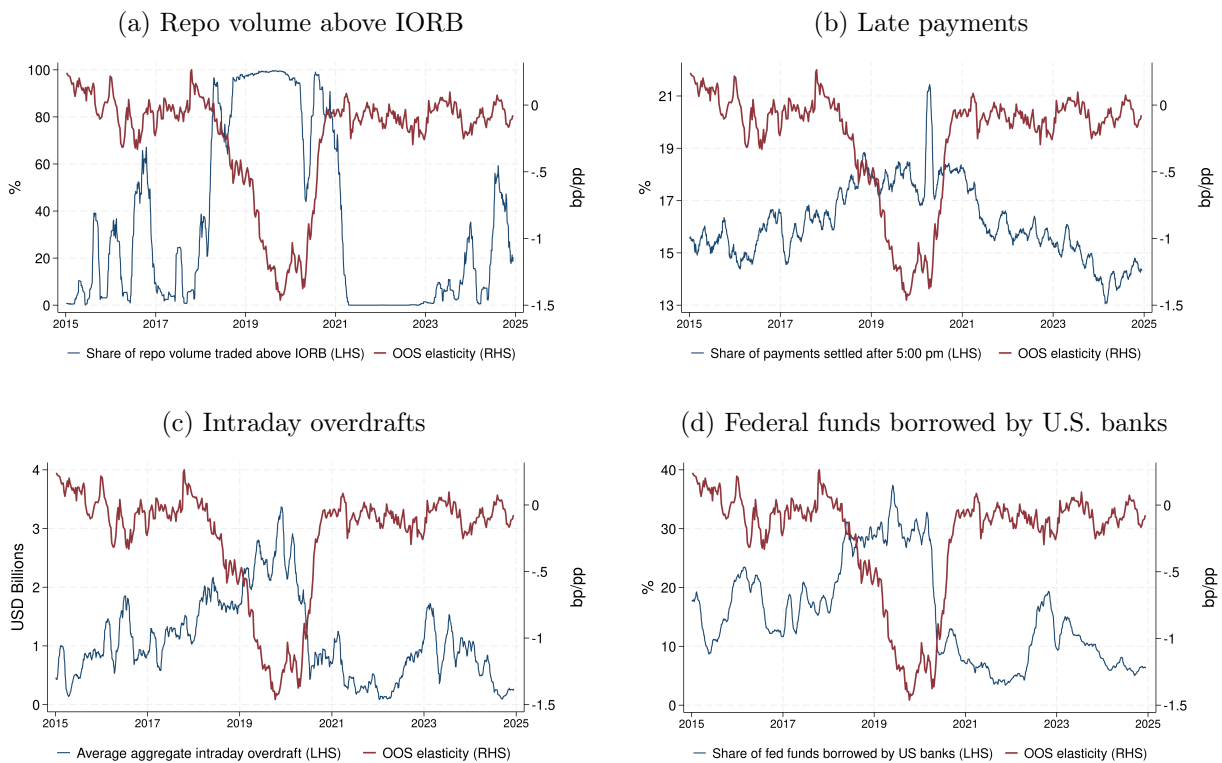 (a) Repo volume above IORB
100
80
60
40
20
0
%
0
-.5
-1
-1.5
bp/pp
2015 2017 2019 2021 2023 2025
Share of repo volume traded above IORB (LHS) OOS elasticity (RHS)
(b) Late payments
21
19
17
15
13
%
0
-.5
-1
-1.5
bp/pp
2015 2017 2019 2021 2023 2025
Share of payments settled after 5:00 pm (LHS) OOS elasticity (RHS)
(c) Intraday overdrafts
4
3
2
1
0
USD Billions
0
-.5
-1
-1.5
bp/pp
2015 2017 2019 2021 2023 2025
Average aggregate intraday overdraft (LHS) OOS elasticity (RHS)
(d) Federal funds borrowed by U.S. banks
40
30
20
10
0
%
0
-.5
-1
-1.5
bp/pp
2015 2017 2019 2021 2023 2025
Share of fed funds borrowed by US banks (LHS) OOS elasticity (RHS)